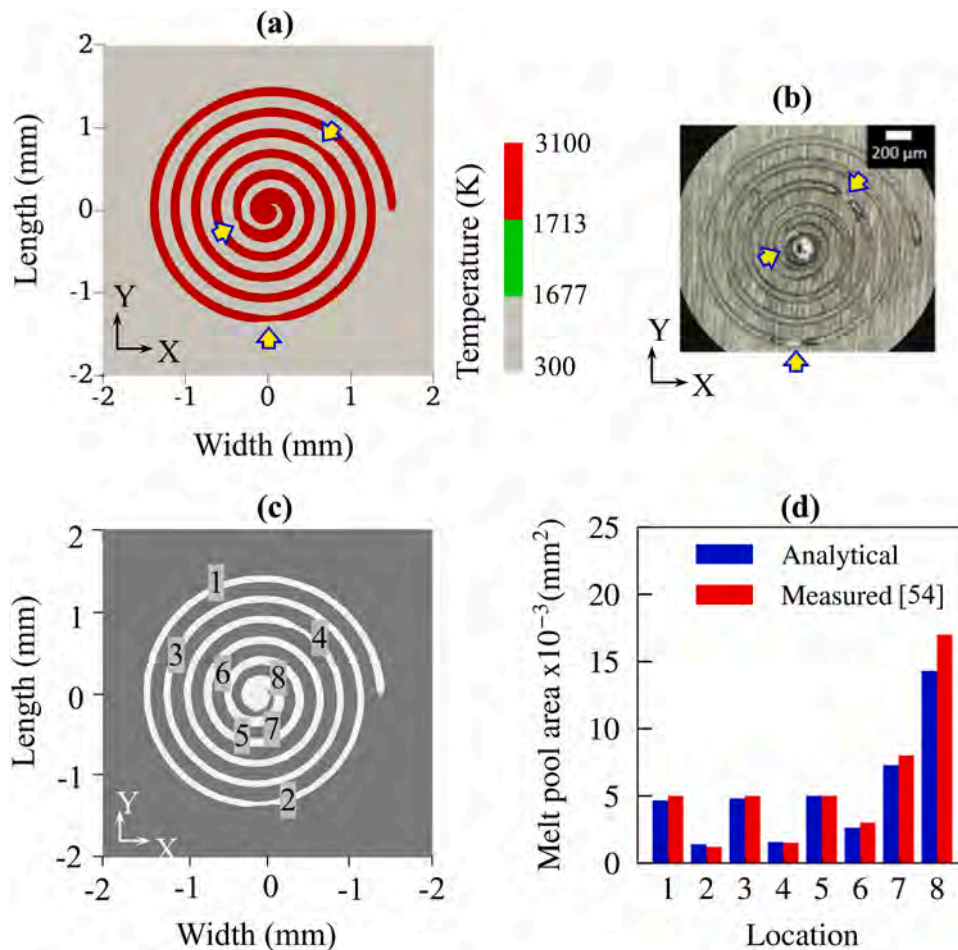 (a)
2
1
0
-1
-2
-2
-1
0
1
2
Length (mm)
Width (mm)
Y
X
Temperature (K)
3100
1713
1677
300
(b)
200 µm
Y
X
(c)
2
1
0
-1
-2
-2
-1
0
-1
-2
Length (mm)
Width (mm)
Y
X
1
2
3
4
5
6
7
8
(d)
25
20
15
10
5
0
Melt pool area x10⁻³ (mm²)
Analytical
Measured [54]
1 2 3 4 5 6 7 8
Location